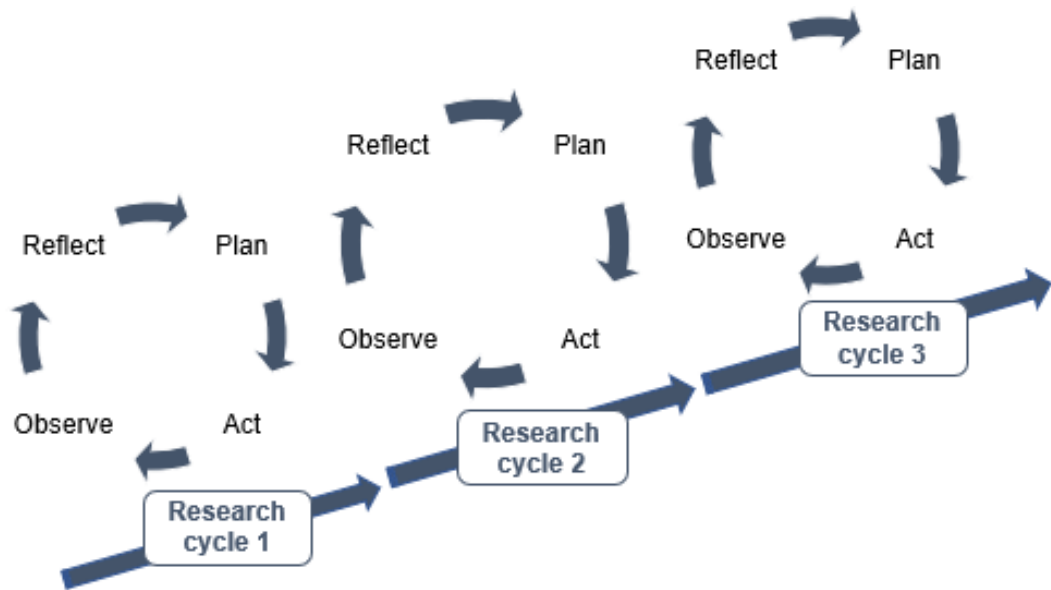 Reflect
Plan
Observe
Act
Research
cycle 1
Reflect
Plan
Observe
Act
Research
cycle 2
Reflect
Plan
Observe
Act
Research
cycle 3